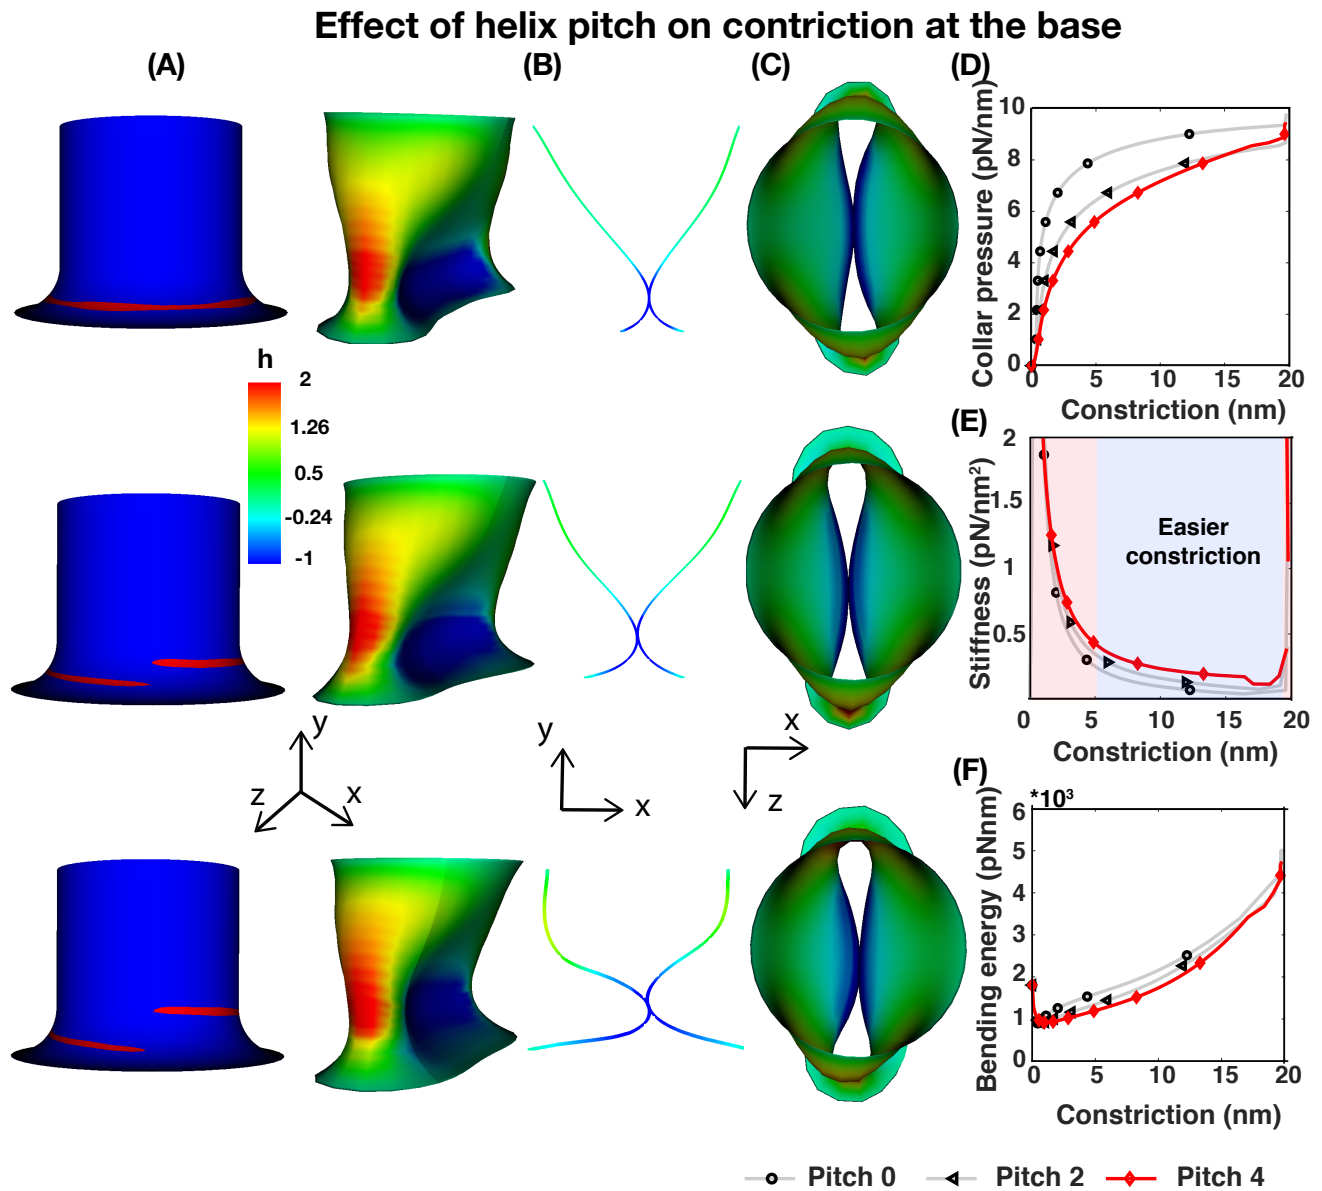 Effect of helix pitch on contriction at the base
(A)
(B)
(C)
(D)
Collar pressure (pN/nm)
10
8
6
4
2
0
0 5 10 15 20
Constriction (nm)
h
2
1.26
0.5
-0.24
-1
(E)
Stiffness (pN/nm²)
2
1.5
1
0.5
0
0 5 10 15 20
Easier
constriction
Constriction (nm)
y
z
x
y
x
x
z
(F)
*10³
Bending energy (pNnm)
6
5
4
3
2
1
0
0 5 10 15 20
Constriction (nm)
Pitch 0 Pitch 2 Pitch 4